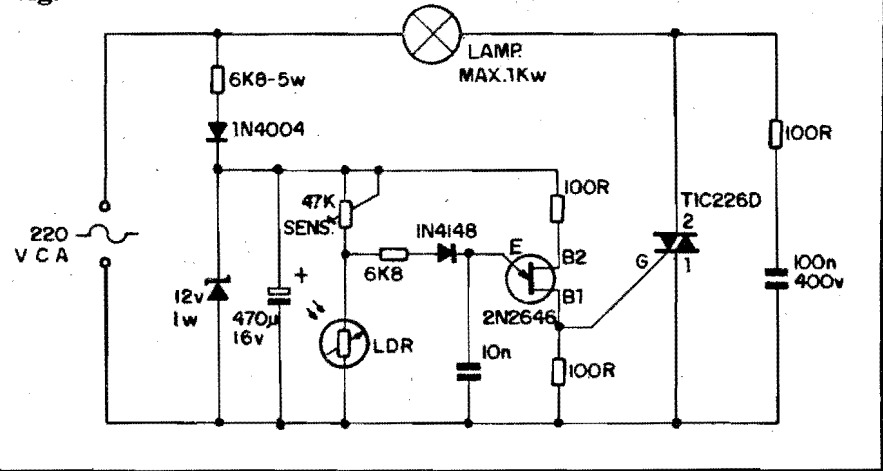 LAMP.
MAX.1Kw
6K8-5w
1N4004
100R
47K
SENS.
1N4148
100R
TIC226D
2
G
1
220
VCA
E
B2
6K8
B1
2N2646
100n
400v
12v
1w
+
470µ
16v
LDR
10n
100R